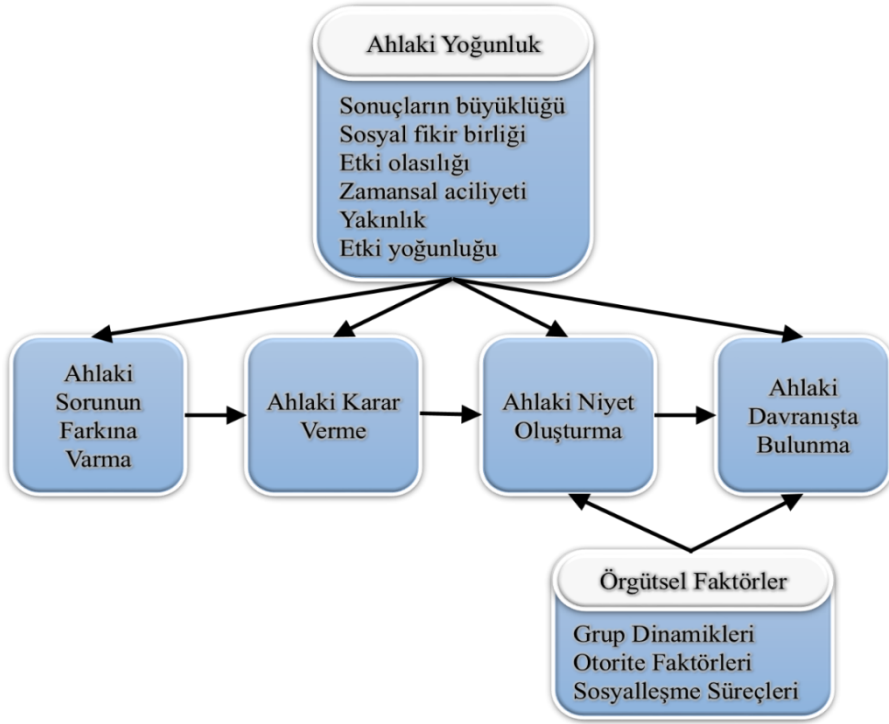 Ahlaki Yoğunluk
Sonuçların büyüklüğü
Sosyal fikir birliği
Etki olasılığı
Zamansal aciliyeti
Yakınlık
Etki yoğunluğu
Ahlaki
Sorunun
Farkına
Varma
Ahlaki Karar
Verme
Ahlaki Niyet
Oluşturma
Ahlaki
Davranışta
Bulunma
Örgütsel Faktörler
Grup Dinamikleri
Otorite Faktörleri
Sosyalleşme Süreçleri